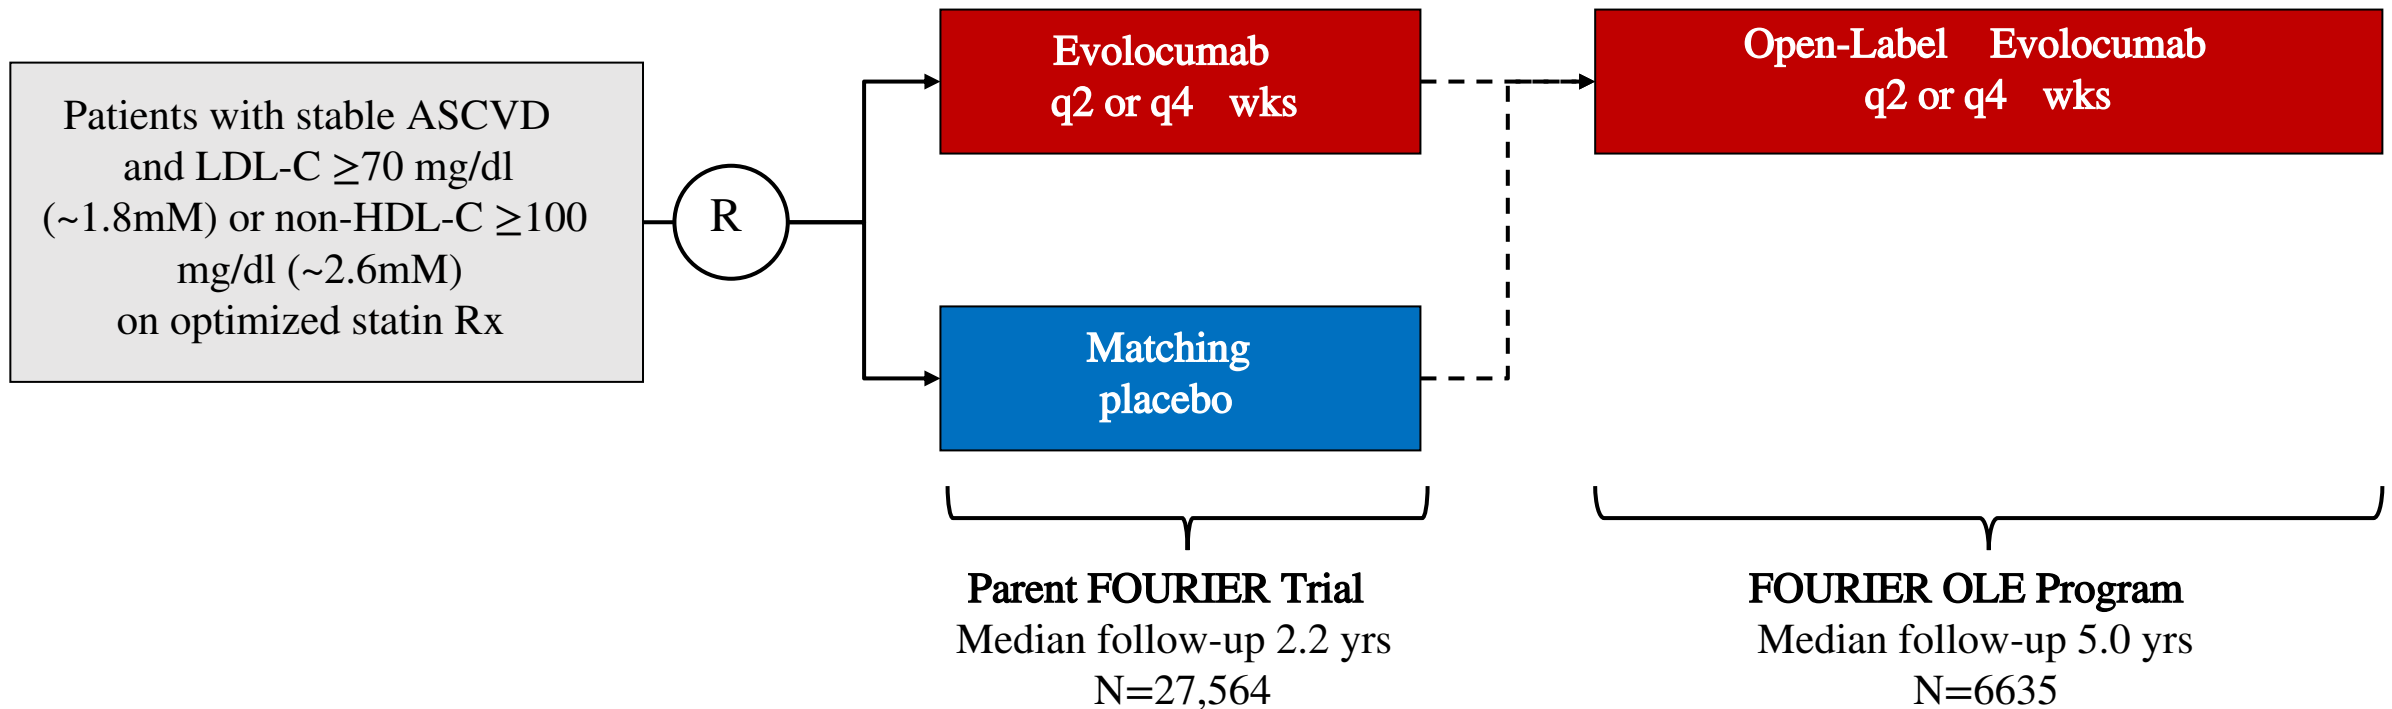 Patients with stable ASCVD
and LDL-C ≥70 mg/dl
(~1.8mM) or non-HDL-C ≥100
mg/dl (~2.6mM)
on optimized statin Rx
R
Evolocumab
q2 or q4 wks
Matching
placebo
Open-Label Evolocumab
q2 or q4 wks
Parent FOURIER Trial
Median follow-up 2.2 yrs
N=27,564
FOURIER OLE Program
Median follow-up 5.0 yrs
N=6635